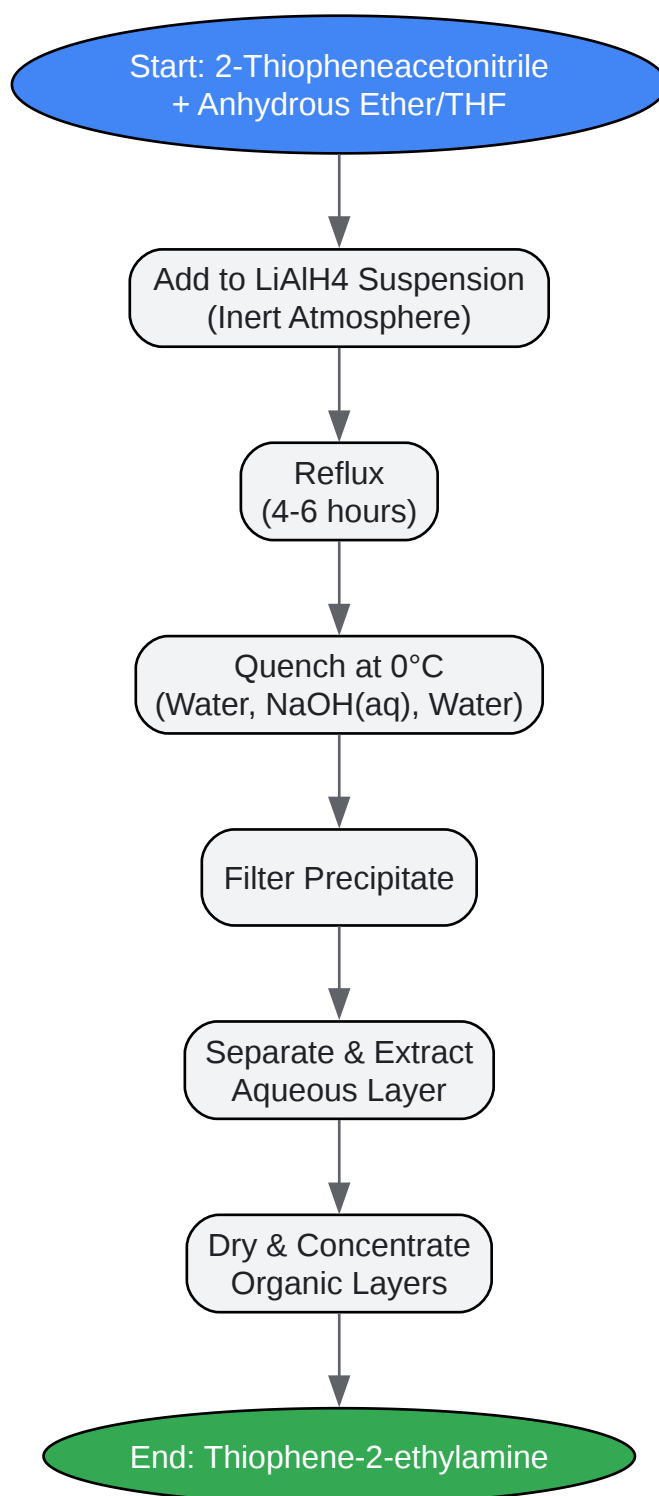 Start: 2-Thiopheneacetonitrile
+ Anhydrous Ether/THF
Add to LiAlH4 Suspension
(Inert Atmosphere)
Reflux
(4-6 hours)
Quench at 0°C
(Water, NaOH(aq), Water)
Filter Precipitate
Separate & Extract
Aqueous Layer
Dry & Concentrate
Organic Layers
End: Thiophene-2-ethylamine